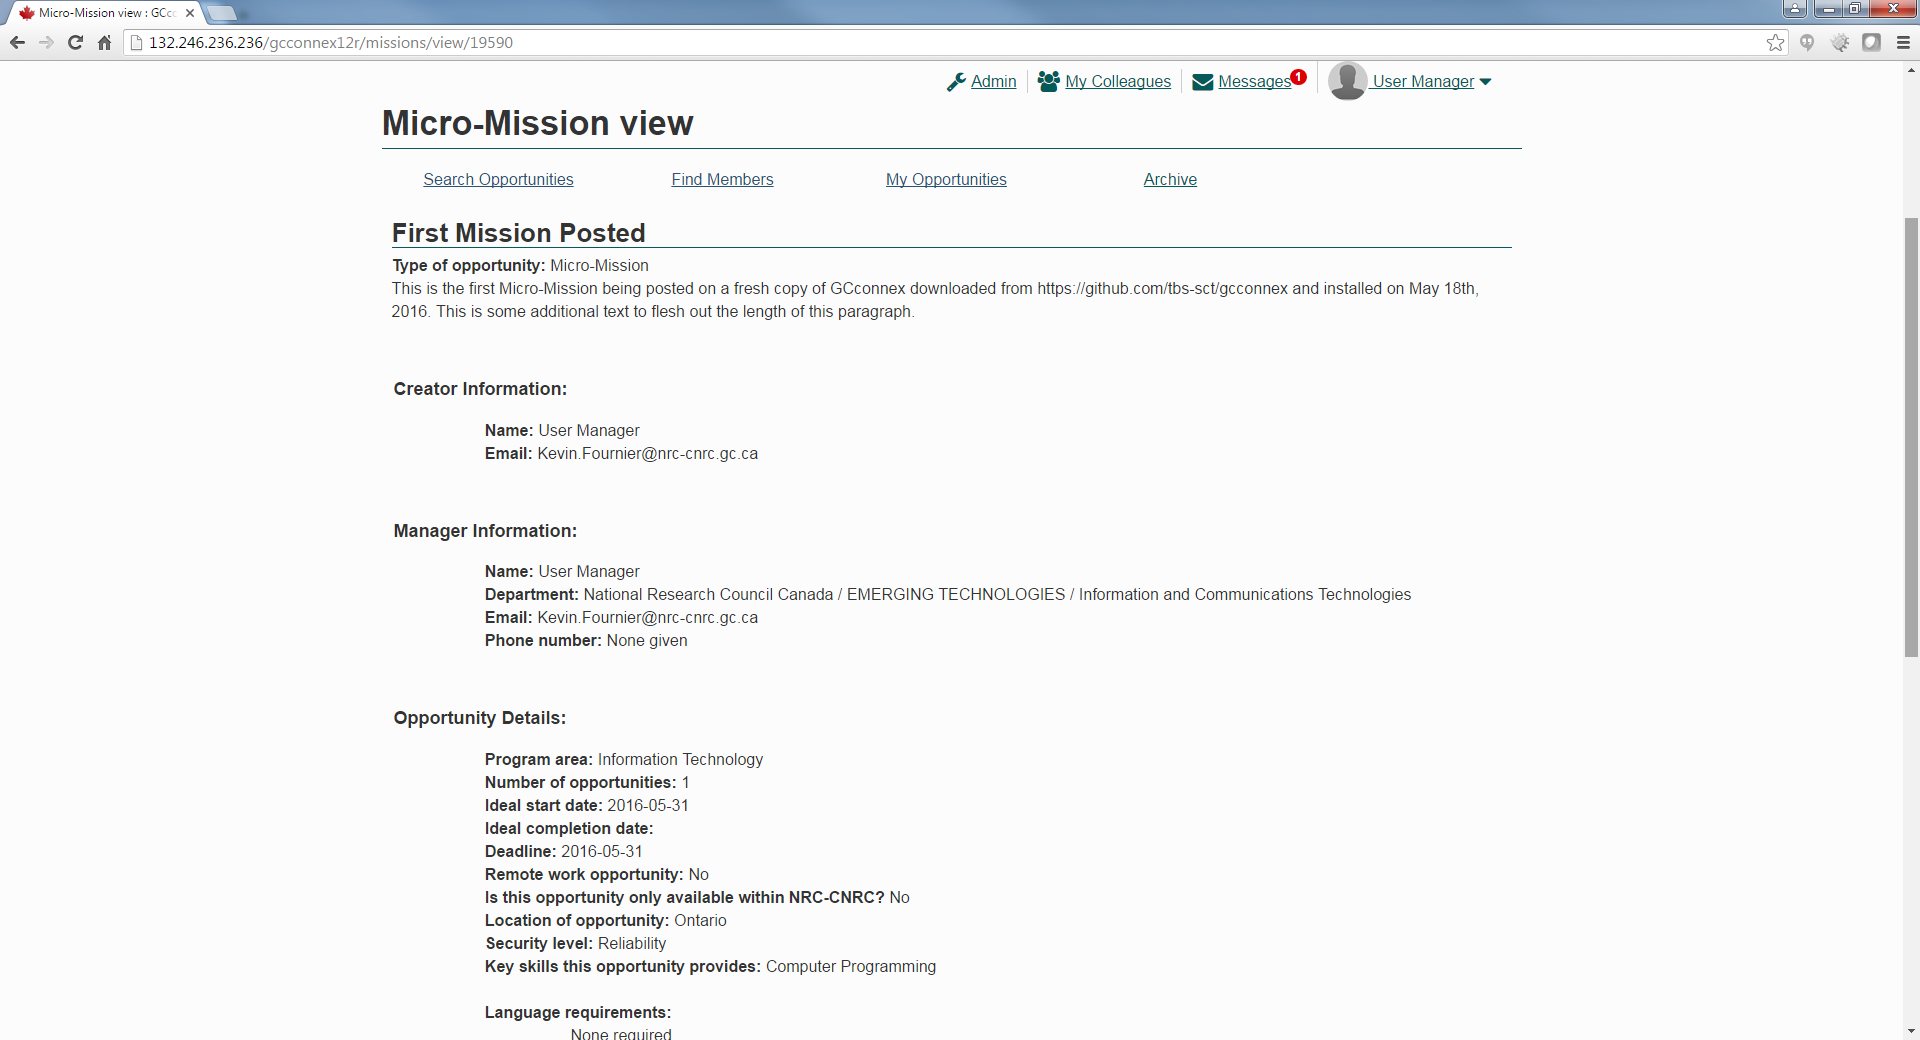 Micro-Mission view : GCcc
132.246.236.236/gcconnex12r/missions/view/19590
Admin My Colleagues Messages 1 User Manager
Micro-Mission view
Search Opportunities Find Members My Opportunities Archive
First Mission Posted
Type of opportunity: Micro-Mission
This is the first Micro-Mission being posted on a fresh copy of GCconnex downloaded from https://github.com/tbs-sct/gcconnex and installed on May 18th,
2016. This is some additional text to flesh out the length of this paragraph.
Creator Information:
Name: User Manager
Email: Kevin.Fournier@nrc-cnrc.gc.ca
Manager Information:
Name: User Manager
Department: National Research Council Canada / EMERGING TECHNOLOGIES / Information and Communications Technologies
Email: Kevin.Fournier@nrc-cnrc.gc.ca
Phone number: None given
Opportunity Details:
Program area: Information Technology
Number of opportunities: 1
Ideal start date: 2016-05-31
Ideal completion date:
Deadline: 2016-05-31
Remote work opportunity: No
Is this opportunity only available within NRC-CNRC? No
Location of opportunity: Ontario
Security level: Reliability
Key skills this opportunity provides: Computer Programming
Language requirements:
None required